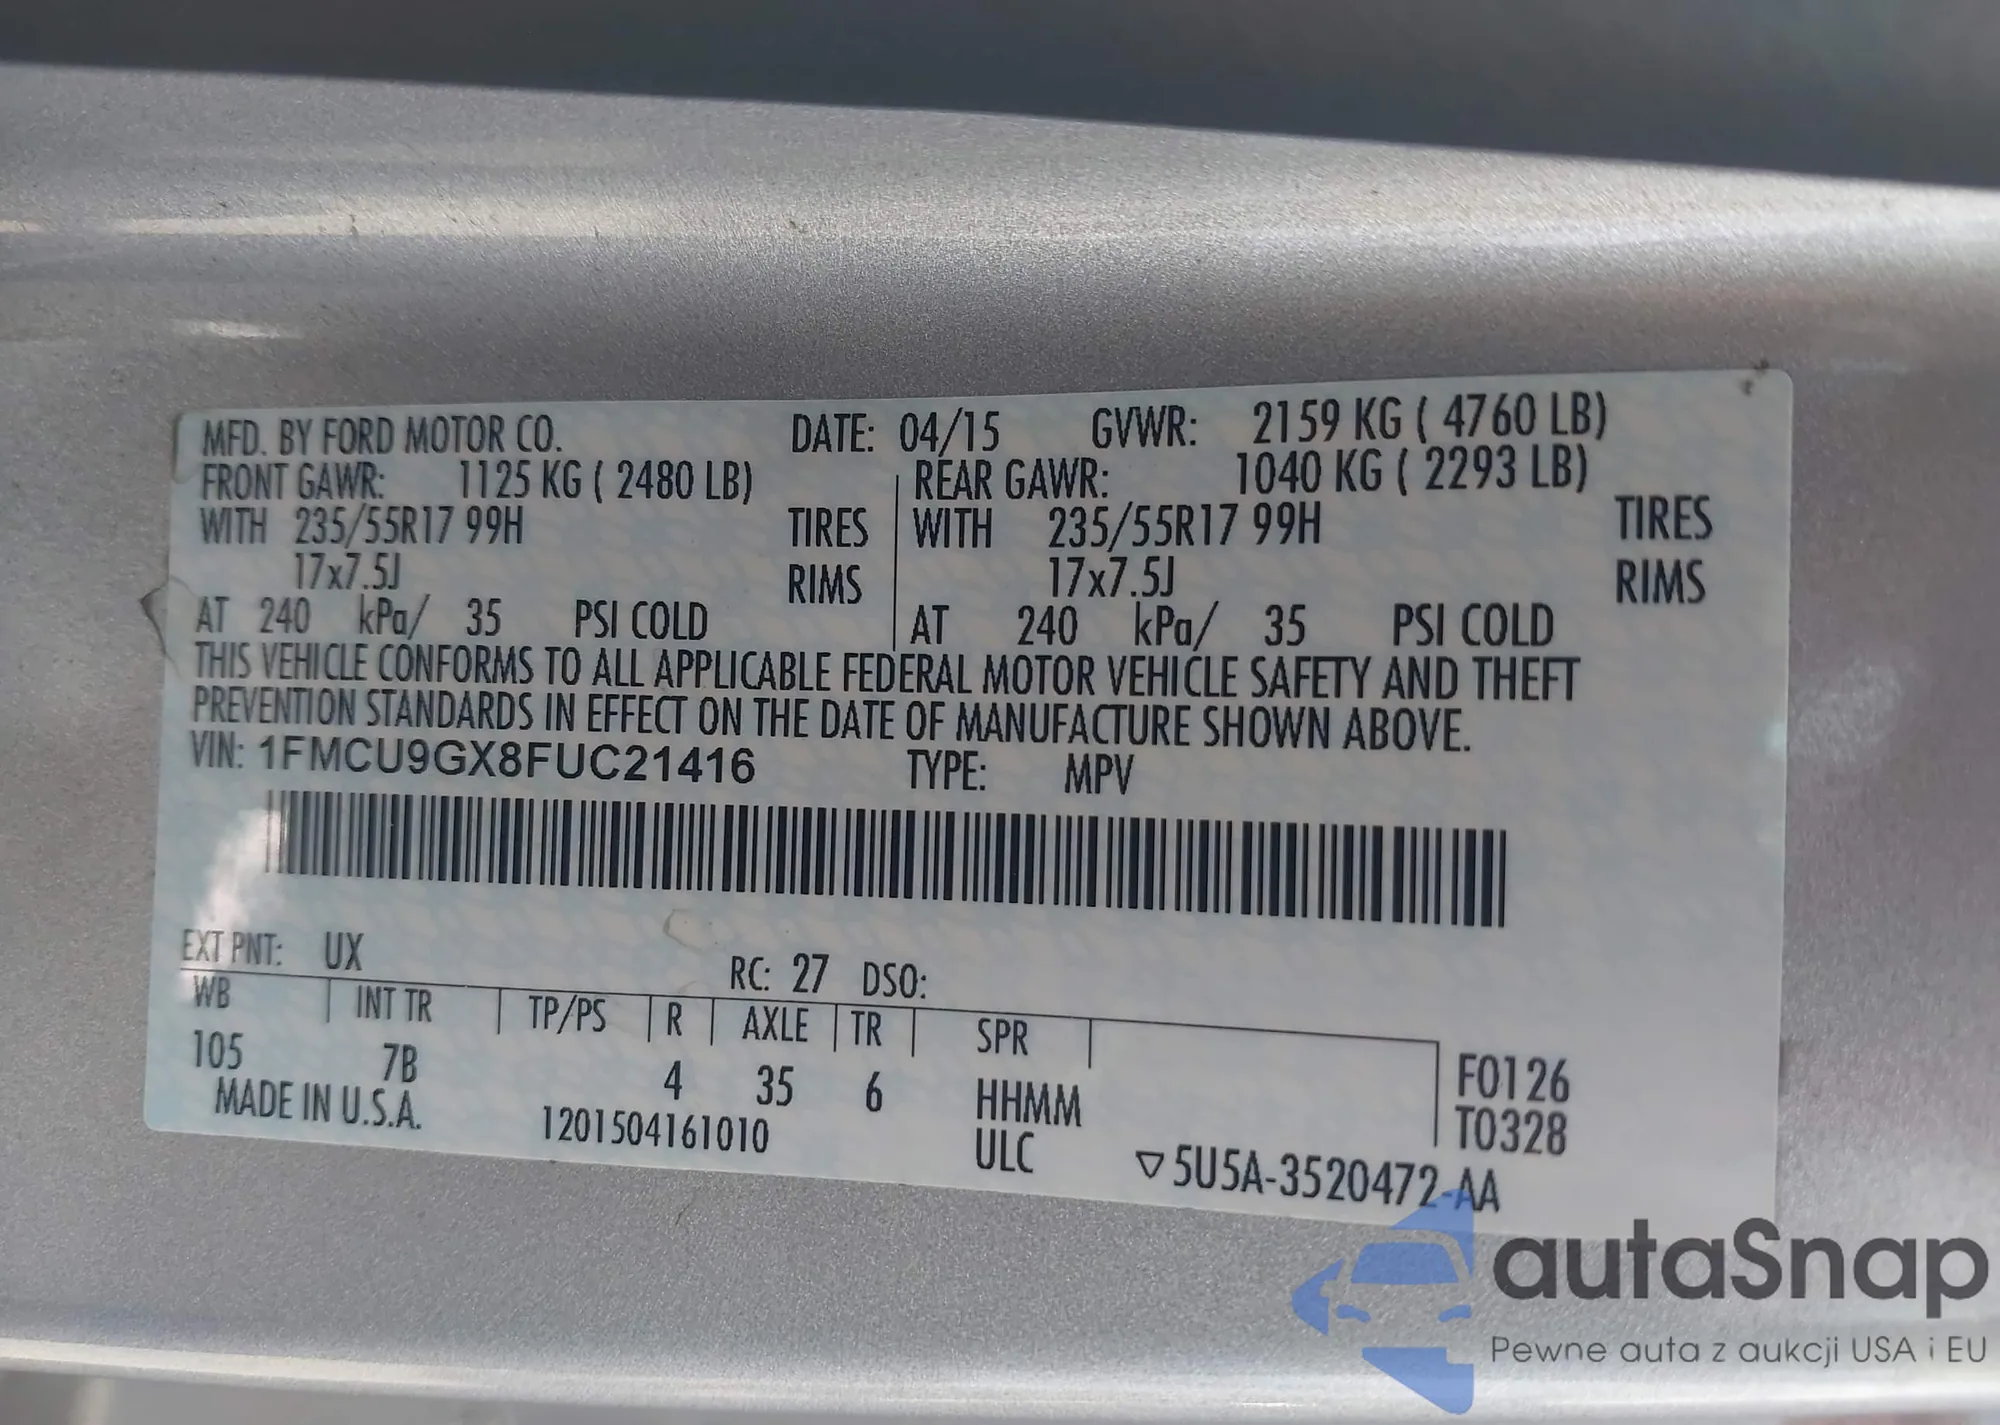 MFD. BY FORD MOTOR CO. DATE: 04/15 GVWR: 2159 KG ( 4760 LB)
FRONT GAWR: 1125 KG ( 2480 LB) REAR GAWR: 1040 KG ( 2293 LB)
WITH 235/55R17 99H TIRES WITH 235/55R17 99H TIRES
17x7.5J RIMS 17x7.5J RIMS
AT 240 kPa/ 35 PSI COLD AT 240 kPa/ 35 PSI COLD
THIS VEHICLE CONFORMS TO ALL APPLICABLE FEDERAL MOTOR VEHICLE SAFETY AND THEFT
PREVENTION STANDARDS IN EFFECT ON THE DATE OF MANUFACTURE SHOWN ABOVE.
VIN: 1FMCU9GX8FUC21416 TYPE: MPV
EXT PNT: UX RC: 27 DSO:
WB INT TR TP/PS R AXLE TR SPR
105 7B 4 35 6 HHMM F0126
MADE IN U.S.A. 1201504161010 ULC T0328
▽5U5A-3520472-AA
autaSnap
Pewne auta z aukcji USA i EU